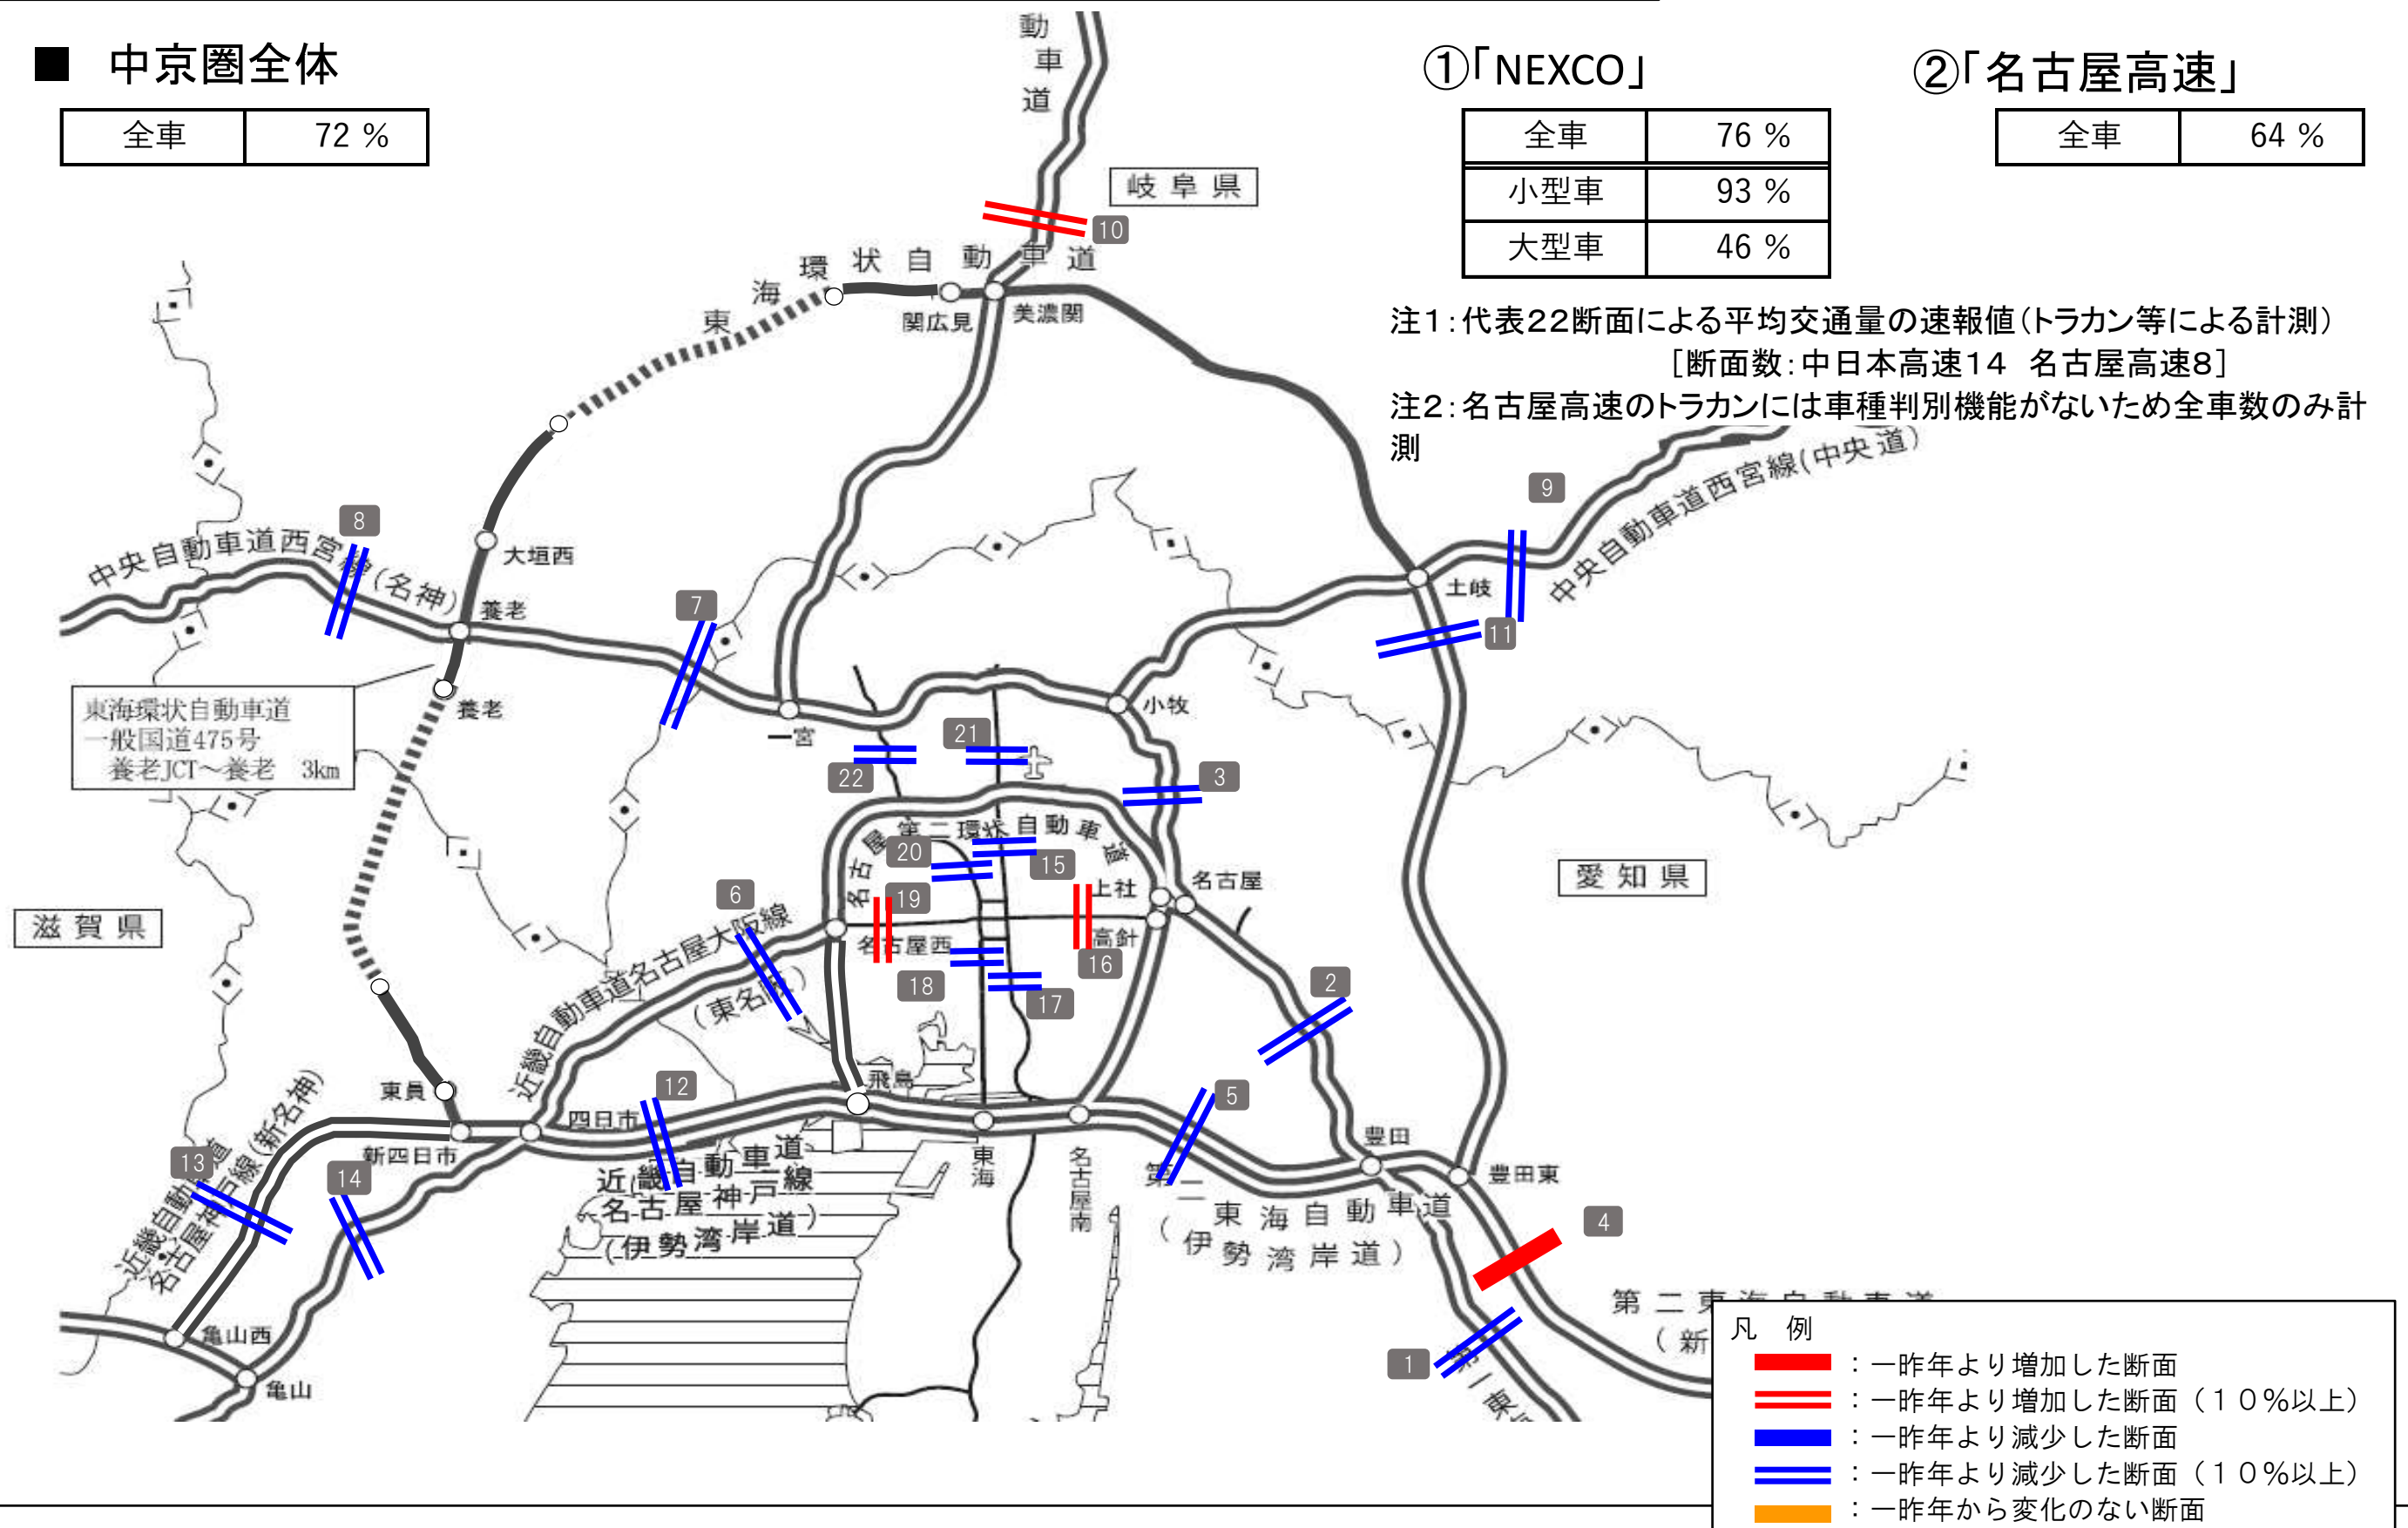 ■ 中京圏全体
全車 72 %
①「NEXCO」
全車 76 %
小型車 93 %
大型車 46 %
②「名古屋高速」
全車 64 %
注1：代表22断面による平均交通量の速報値（トラカン等による計測）
［断面数：中日本高速14 名古屋高速8］
注2：名古屋高速のトラカンには車種判別機能がないため全車数のみ計
測
動車道
岐阜県
10
東海環状自動車道
関広見
美濃関
9
中央自動車道西宮線(中央道)
8
中央自動車道西宮線(名神)
大垣西
養老
7
土岐
11
東海環状自動車道
一般国道475号
養老JCT～養老 3km
養老
一宮
小牧
21
22
3
名古屋第二環状自動車道
20
15
上社
名古屋
愛知県
滋賀県
6
19
名古屋西
高針
16
近畿自動車道名古屋大阪線
(東名阪)
18
17
2
東員
飛島
12
四日市
5
新四日市
13
14
近畿自動車道
名古屋神戸線(新名神)
近畿自動車道
名古屋神戸線
(伊勢湾岸道)
東海
名古屋南
豊田
豊田東
第二東海自動車道
(伊勢湾岸道)
4
亀山西
亀山
1
第一東
第二東海自動車道
(新
凡 例
：一昨年より増加した断面
：一昨年より増加した断面（１０％以上）
：一昨年より減少した断面
：一昨年より減少した断面（１０％以上）
：一昨年から変化のない断面